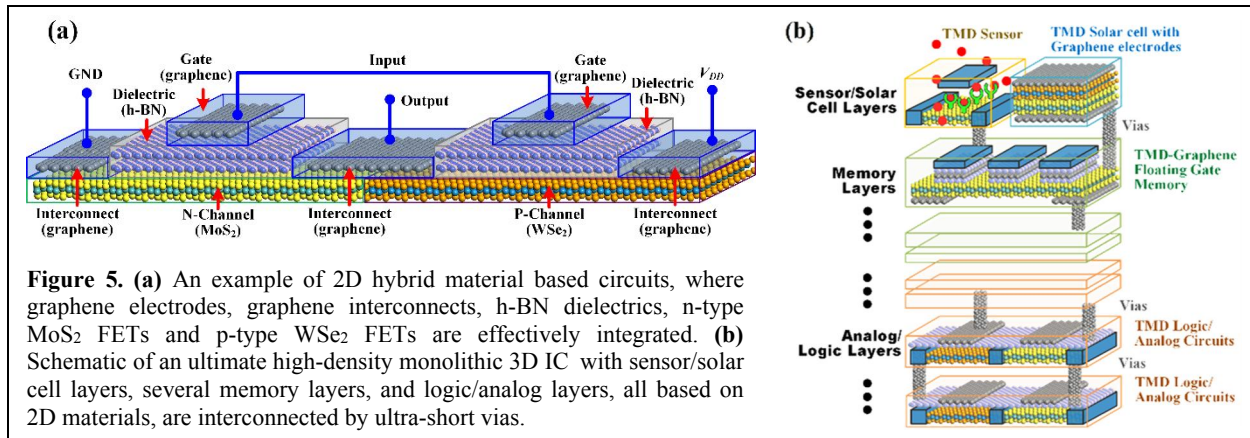 (a)
GND
Gate
(graphene)
Dielectric
(h-BN)
Input
Output
Gate
(graphene)
Dielectric
(h-BN)
VDD
Interconnect
(graphene)
N-Channel
(MoS2)
Interconnect
(graphene)
P-Channel
(WSe2)
Interconnect
(graphene)
Figure 5. (a) An example of 2D hybrid material based circuits, where
graphene electrodes, graphene interconnects, h-BN dielectrics, n-type
MoS2 FETs and p-type WSe2 FETs are effectively integrated. (b)
Schematic of an ultimate high-density monolithic 3D IC with sensor/solar
cell layers, several memory layers, and logic/analog layers, all based on
2D materials, are interconnected by ultra-short vias.
(b)
TMD Sensor
TMD Solar cell with
Graphene electrodes
Sensor/Solar
Cell Layers
Vias
Memory
Layers
TMD-Graphene
Floating Gate
Memory
Vias
Analog/
Logic Layers
TMD Logic/
Analog Circuits
Vias
TMD Logic/
Analog Circuits